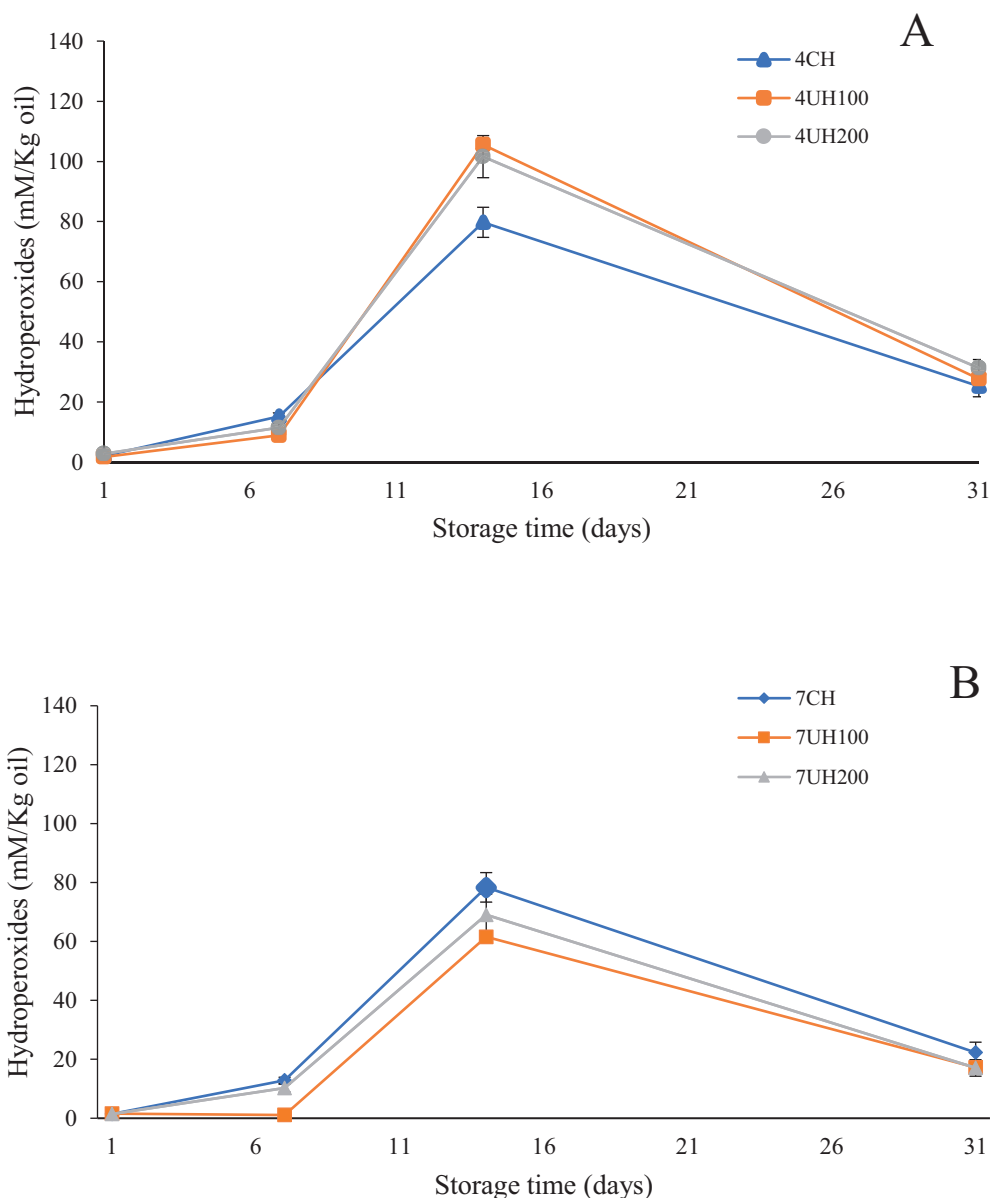 A
140
120
100
80
60
40
20
0
Hydroperoxides (mM/Kg oil)
4CH
4UH100
4UH200
1 6 11 16 21 26 31
Storage time (days)
B
140
120
100
80
60
40
20
0
Hydroperoxides (mM/Kg oil)
7CH
7UH100
7UH200
1 6 11 16 21 26 31
Storage time (days)